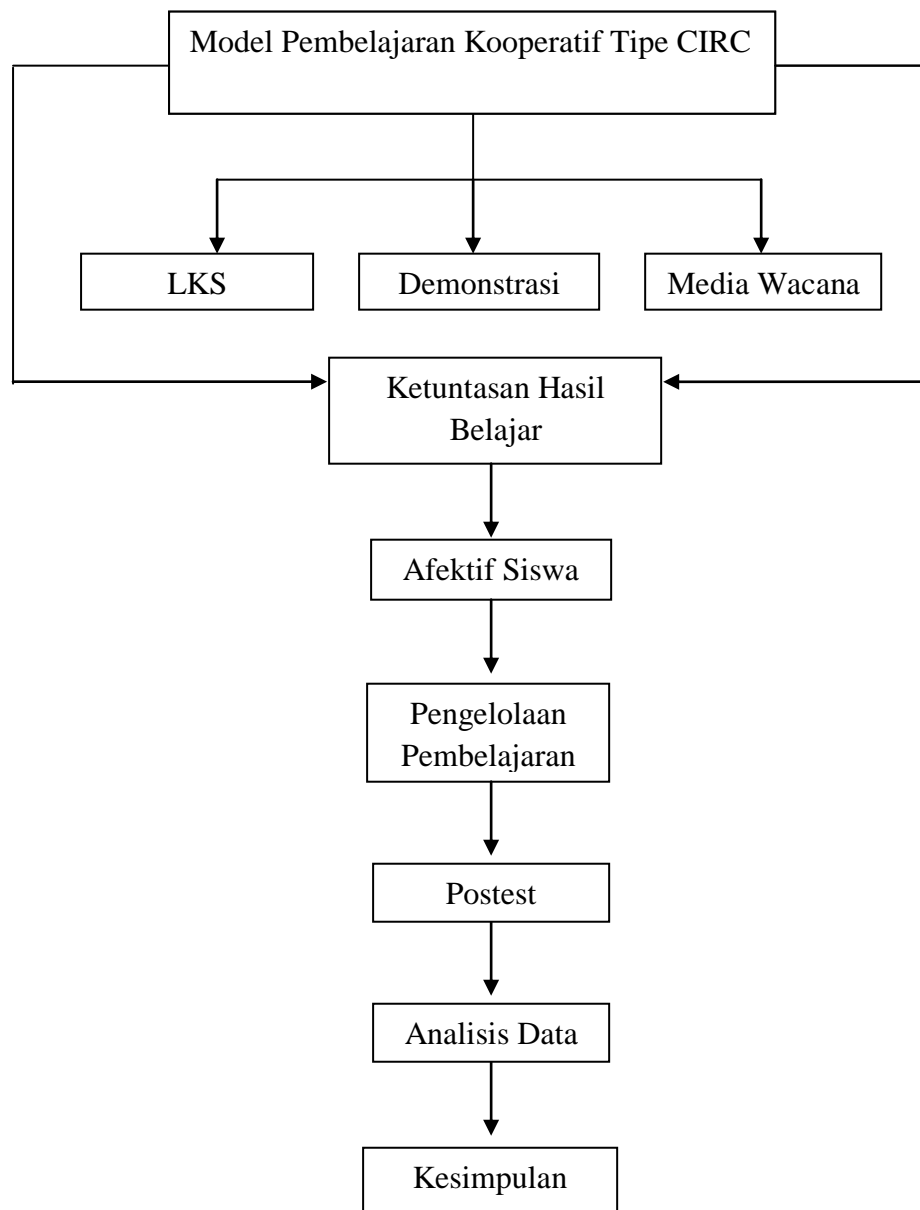 Model Pembelajaran Kooperatif Tipe CIRC
LKS
Demonstrasi
Media Wacana
Ketuntasan Hasil
Belajar
Afektif Siswa
Pengelolaan
Pembelajaran
Postest
Analisis Data
Kesimpulan